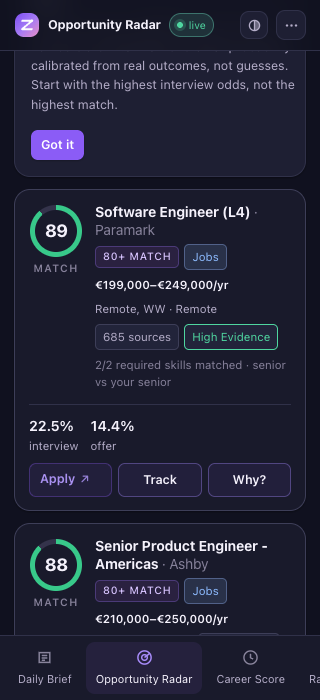 Z Opportunity Radar live
calibrated from real outcomes, not guesses.
Start with the highest interview odds, not the
highest match.
Got it
89
MATCH
Software Engineer (L4) ·
Paramark
80+ MATCH Jobs
€199,000–€249,000/yr
Remote, WW · Remote
685 sources High Evidence
2/2 required skills matched · senior
vs your senior
22.5% 14.4%
interview offer
Apply ↗ Track Why?
88
MATCH
Senior Product Engineer -
Americas · Ashby
80+ MATCH Jobs
€210,000–€250,000/yr
Daily Brief Opportunity Radar Career Score